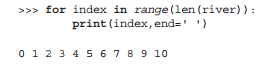 >>> for index in range(len(river)):
        print(index,end=' ')
0 1 2 3 4 5 6 7 8 9 10